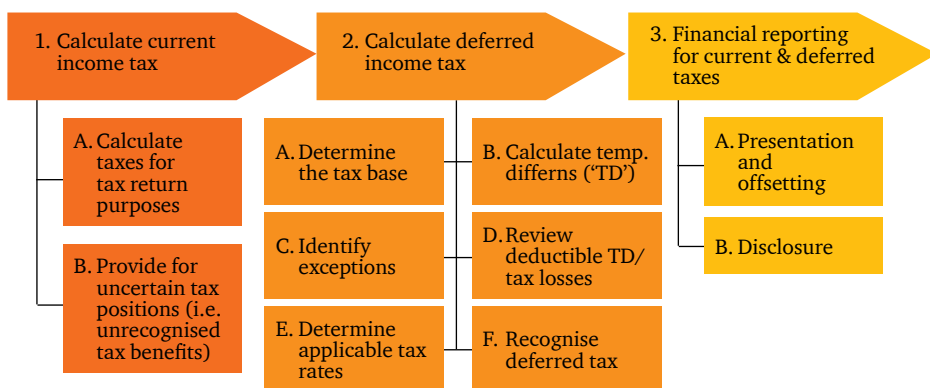 1. Calculate current
income tax
2. Calculate deferred
income tax
3. Financial reporting
for current & deferred
taxes
A. Calculate
taxes for
tax return
purposes
B. Provide for
uncertain tax
positions (i.e.
unrecognised
tax benefits)
A. Determine
the tax base
B. Calculate temp.
differns (‘TD’)
C. Identify
exceptions
D. Review
deductible TD/
tax losses
E. Determine
applicable tax
rates
F. Recognise
deferred tax
A. Presentation
and
offsetting
B. Disclosure